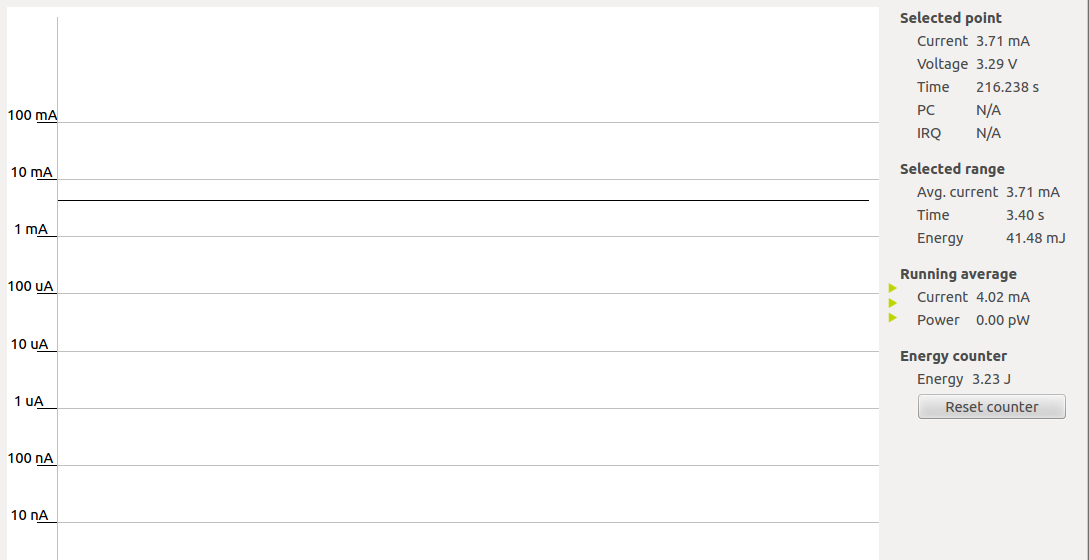 100 mA
10 mA
1 mA
100 uA
10 uA
1 uA
100 nA
10 nA
Selected point
Current 3.71 mA
Voltage 3.29 V
Time 216.238 s
PC N/A
IRQ N/A
Selected range
Avg. current 3.71 mA
Time 3.40 s
Energy 41.48 mJ
Running average
Current 4.02 mA
Power 0.00 pW
Energy counter
Energy 3.23 J
Reset counter